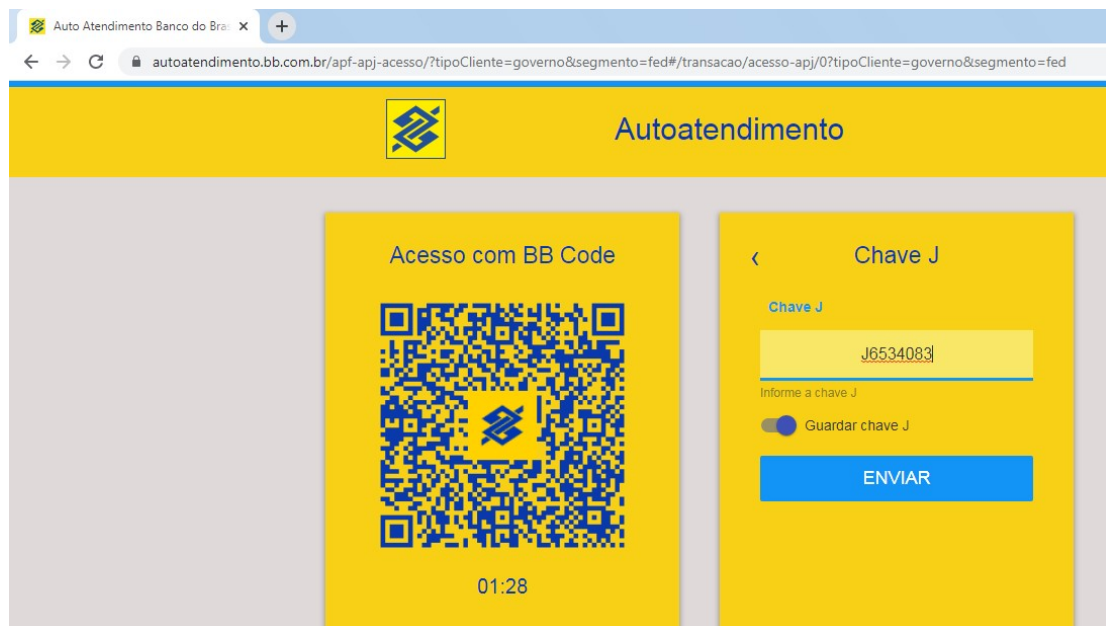 Auto Atendimento Banco do Bra
autoatendimento.bb.com.br/apf-apj-acesso/?tipoCliente=governo&segmento=fed#/transacao/acesso-apj/0?tipoCliente=governo&segmento=fed
Autoatendimento
Acesso com BB Code
01:28
Chave J
Chave J
J6534083
Informe a chave J
Guardar chave J
ENVIAR